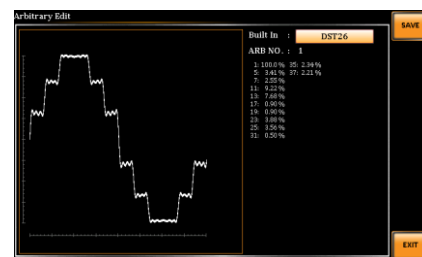 Arbitrary Edit
SAVE
Built In : DST26
ARB NO. : 1
1: 100.0% 35: 2.34%
5: 3.41% 37: 2.21%
7: 2.55%
11: 9.22%
13: 7.68%
17: 0.90%
19: 0.90%
23: 3.88%
25: 3.56%
31: 0.50%
EXIT